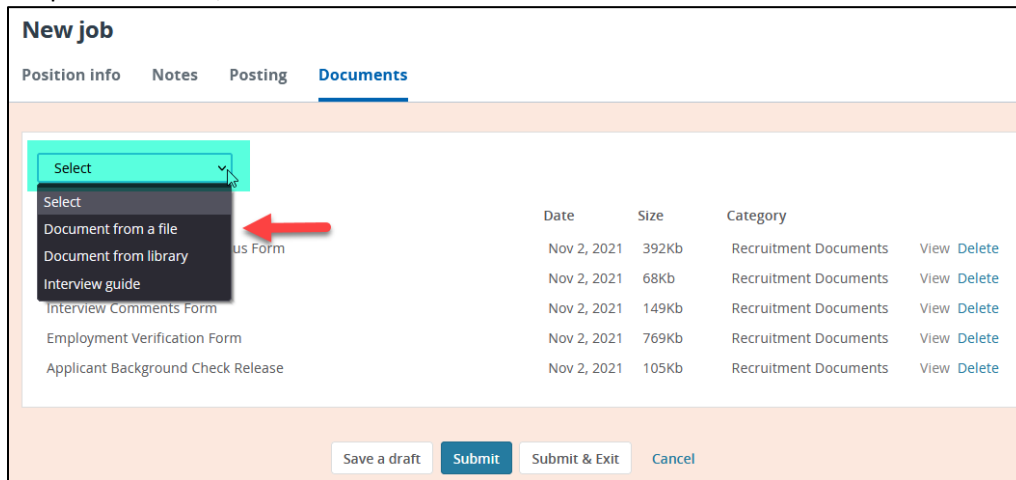 New job
Position info Notes Posting Documents
Select
Select
Document from a file
Document from library
Interview guide
Date Size Category
us Form Nov 2, 2021 392Kb Recruitment Documents View Delete
Nov 2, 2021 68Kb Recruitment Documents View Delete
Interview Comments Form Nov 2, 2021 149Kb Recruitment Documents View Delete
Employment Verification Form Nov 2, 2021 769Kb Recruitment Documents View Delete
Applicant Background Check Release Nov 2, 2021 105Kb Recruitment Documents View Delete
Save a draft Submit Submit & Exit Cancel